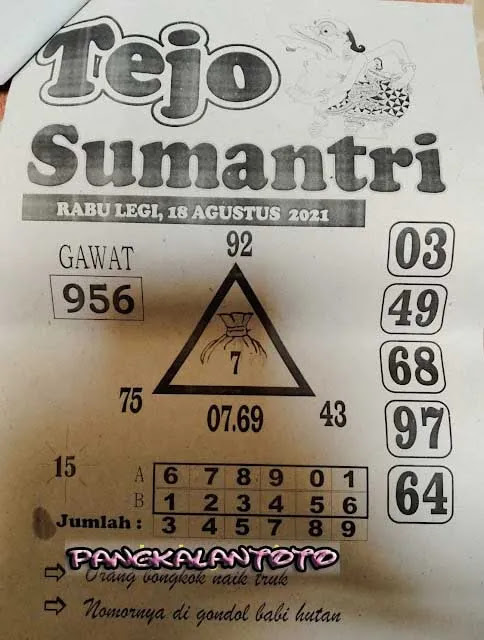 Tejo
Sumantri
RABU LEGI, 18 AGUSTUS 2021
GAWAT
956
92
7
75
07.69
43
03
49
68
97
64
15
A 6 7 8 9 0 1
B 1 2 3 4 5 6
Jumlah : 3 4 5 7 8 9
PANGKALANTOTO
Orang bongkok naik truk
Nomornya di gondol babi hutan